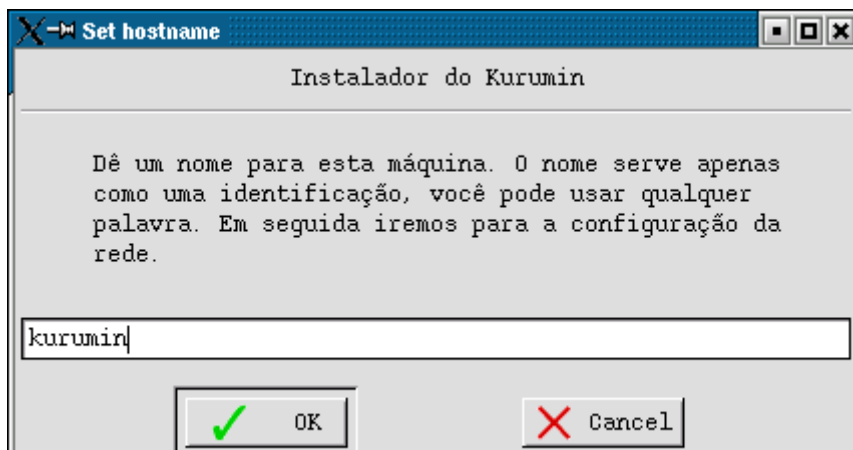 Set hostname
Instalador do Kurumin
Dê um nome para esta máquina. O nome serve apenas
como uma identificação, você pode usar qualquer
palavra. Em seguida iremos para a configuração da
rede.
kurumin
OK
Cancel